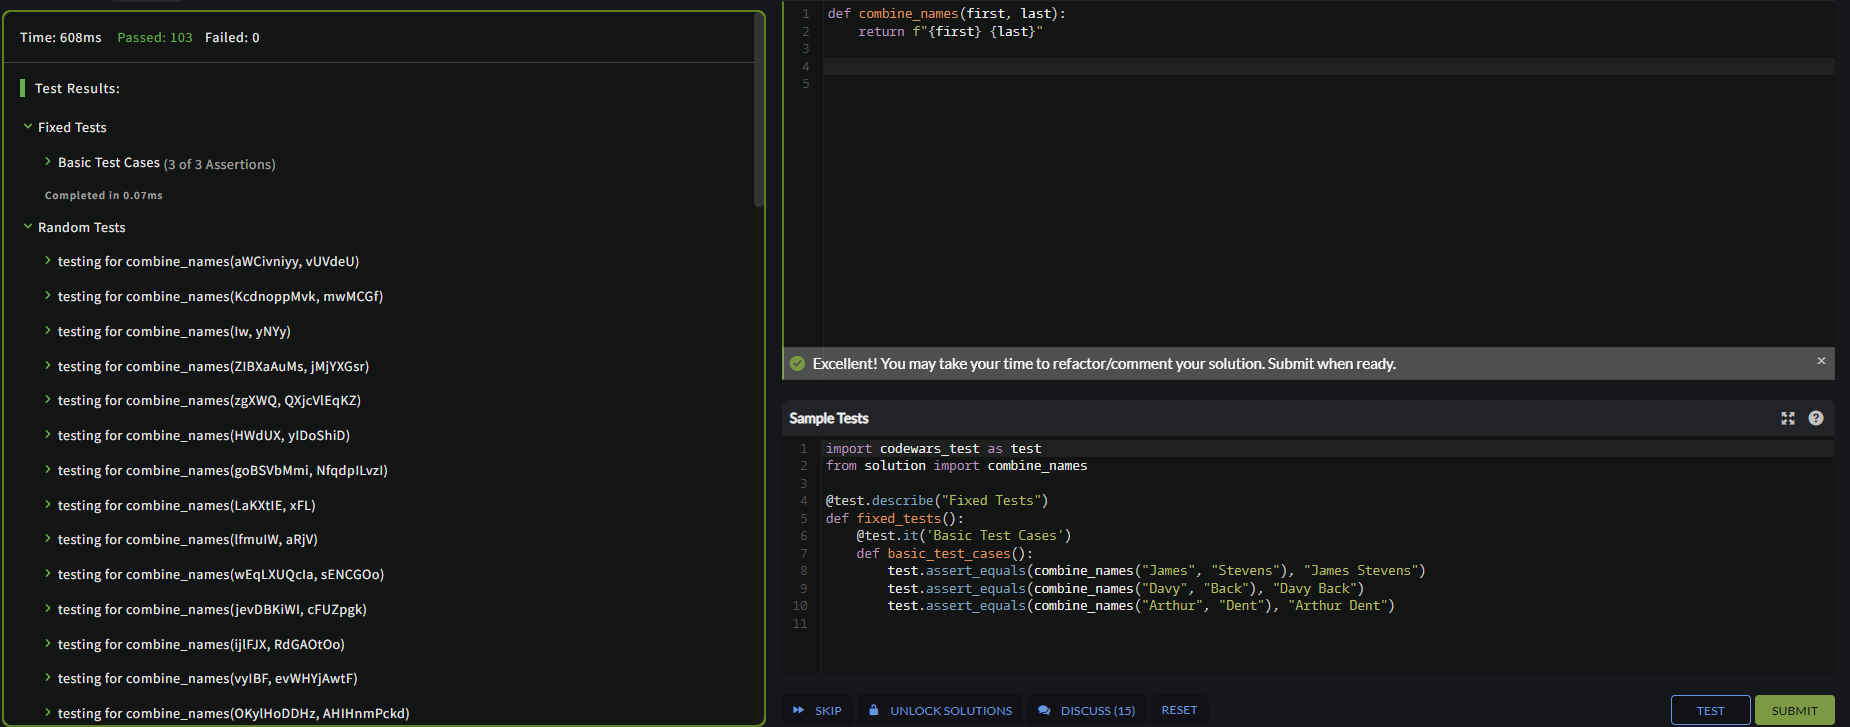 Time: 608ms Passed: 103 Failed: 0
Test Results:
Fixed Tests
Basic Test Cases (3 of 3 Assertions)
Completed in 0.07ms
Random Tests
testing for combine_names(aWCivniyy, vUVdeU)
testing for combine_names(KcdnoppMvk, mwMCGf)
testing for combine_names(Iw, yNYy)
testing for combine_names(ZIBXaAuMs, jMjYXGsr)
testing for combine_names(zgXWQ, QXjcVlEqKZ)
testing for combine_names(HWdUX, yIDoShiD)
testing for combine_names(goBSVbMmi, NfqdpILvzI)
testing for combine_names(LaKXtIE, xFL)
testing for combine_names(lfmuIW, aRjV)
testing for combine_names(wEqLXUQcIa, sENCGOo)
testing for combine_names(jevDBKiWI, cFUZpgk)
testing for combine_names(ijlFJX, RdGAOtOo)
testing for combine_names(vyIBF, evWHYjAwtF)
testing for combine_names(OKylHoDDHz, AHIHnmPckd)
1 def combine_names(first, last):
2 return f"{first} {last}"
3
4
5
Excellent! You may take your time to refactor/comment your solution. Submit when ready. ×
Sample Tests ?
1 import codewars_test as test
2 from solution import combine_names
3
4 @test.describe("Fixed Tests")
5 def fixed_tests():
6 @test.it('Basic Test Cases')
7 def basic_test_cases():
8 test.assert_equals(combine_names("James", "Stevens"), "James Stevens")
9 test.assert_equals(combine_names("Davy", "Back"), "Davy Back")
10 test.assert_equals(combine_names("Arthur", "Dent"), "Arthur Dent")
11
SKIP UNLOCK SOLUTIONS DISCUSS (15) RESET TEST SUBMIT